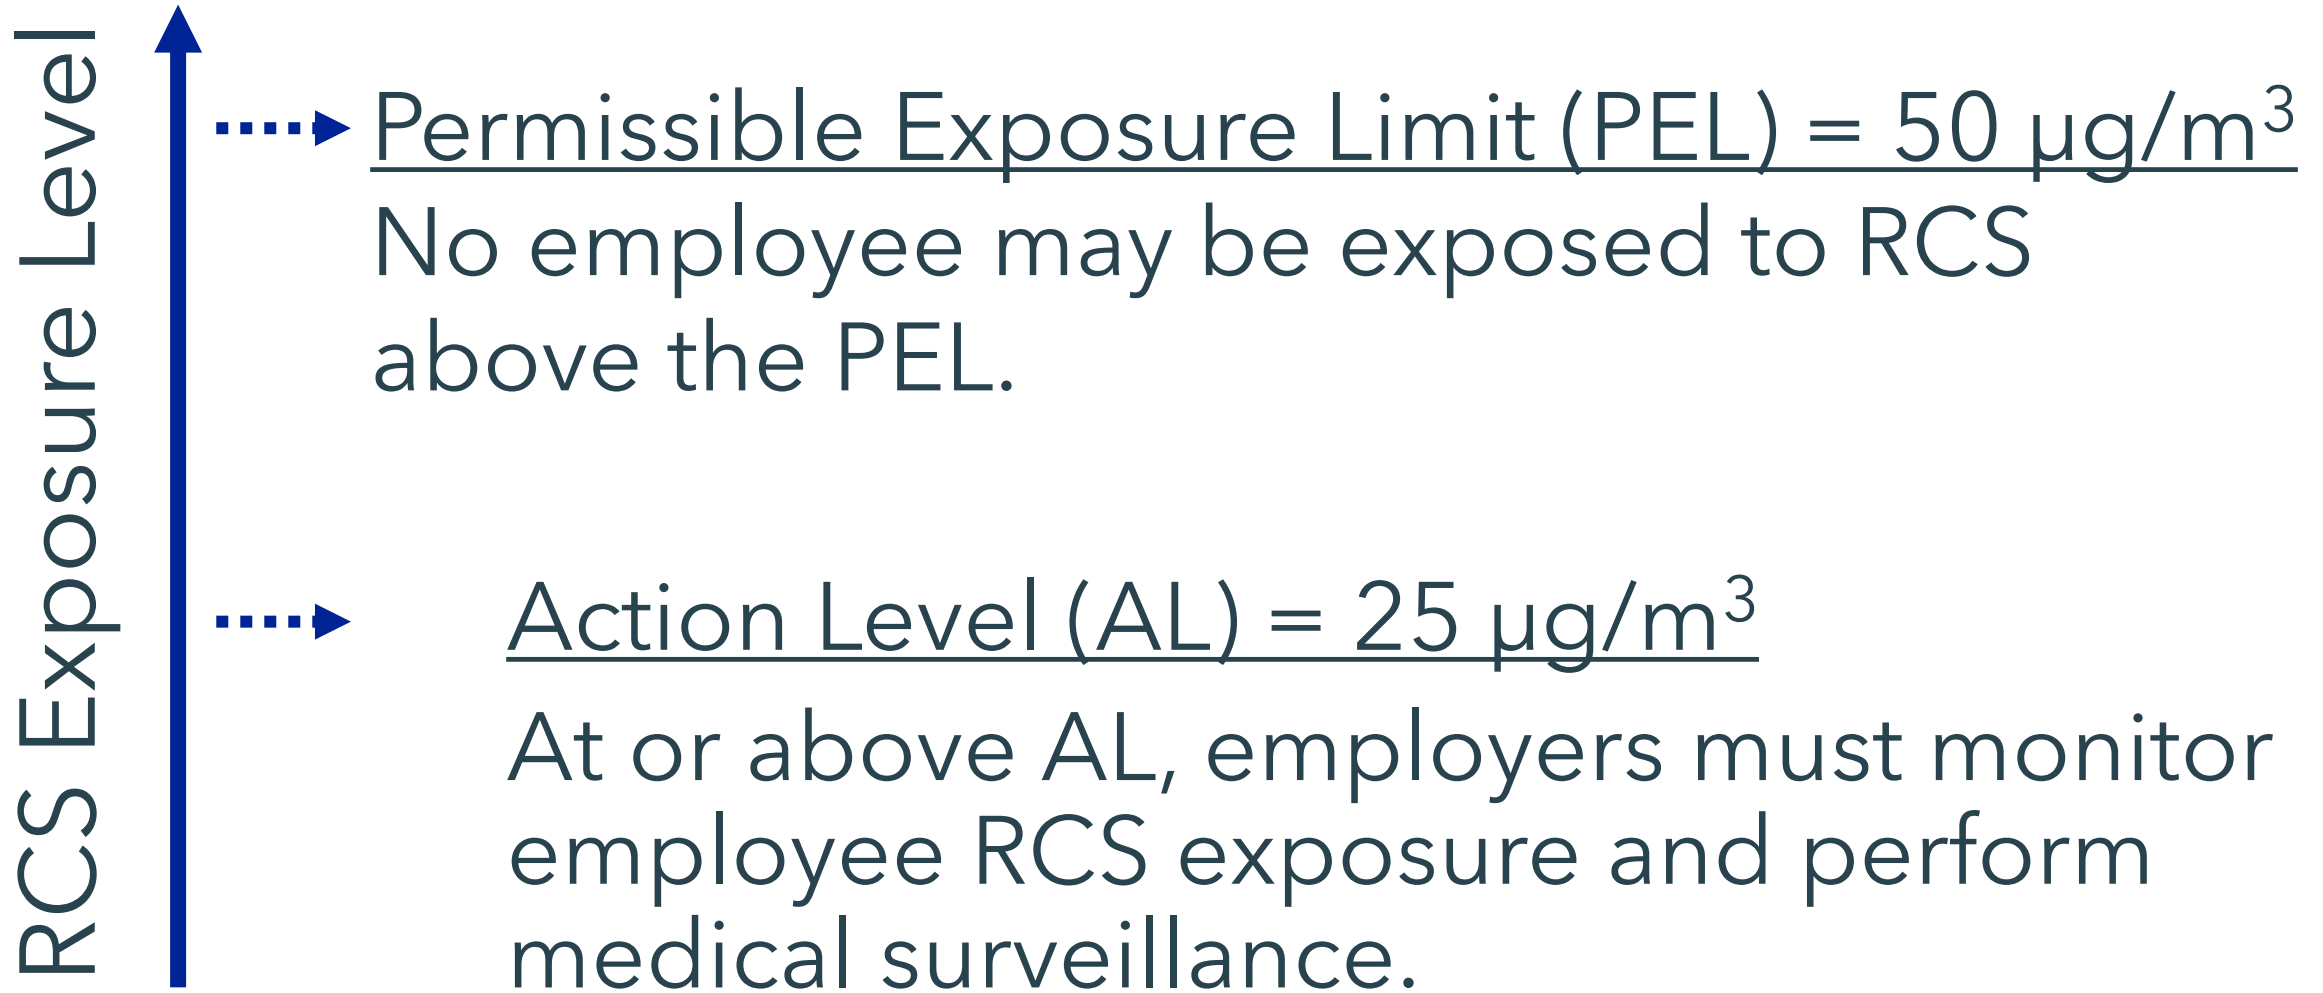 RCS Exposure Level
Permissible Exposure Limit (PEL) = 50 µg/m³
No employee may be exposed to RCS
above the PEL.
Action Level (AL) = 25 µg/m³
At or above AL, employers must monitor
employee RCS exposure and perform
medical surveillance.